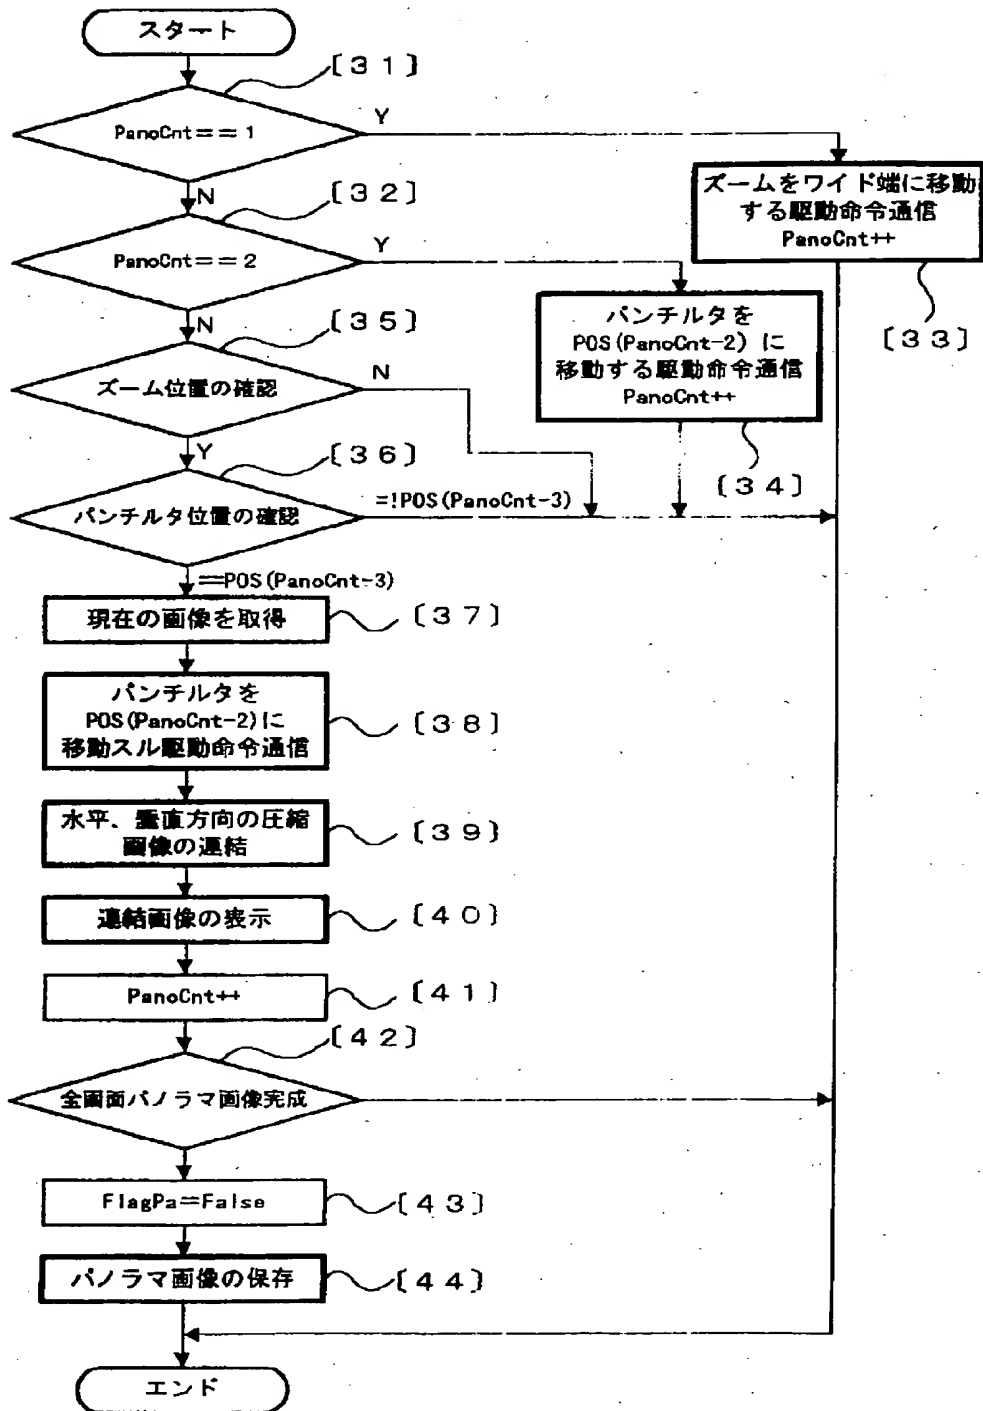 スタート
[31]
PanoCnt==1
Y
N
ズームをワイド端に移動
する駆動命令通信
PanoCnt++
[33]
[32]
PanoCnt==2
Y
N
パンチルタを
POS(PanoCnt-2) に
移動する駆動命令通信
PanoCnt++
[34]
[35]
ズーム位置の確認
N
Y
[36]
パンチルタ位置の確認
=!POS(PanoCnt-3)
==POS(PanoCnt-3)
現在の画像を取得
[37]
パンチルタを
POS(PanoCnt-2)に
移動スル駆動命令通信
[38]
水平、垂直方向の圧縮
画像の連結
[39]
連結画像の表示
[40]
PanoCnt++
[41]
[42]
全画面パノラマ画像完成
FlagPa=False
[43]
パノラマ画像の保存
[44]
エンド